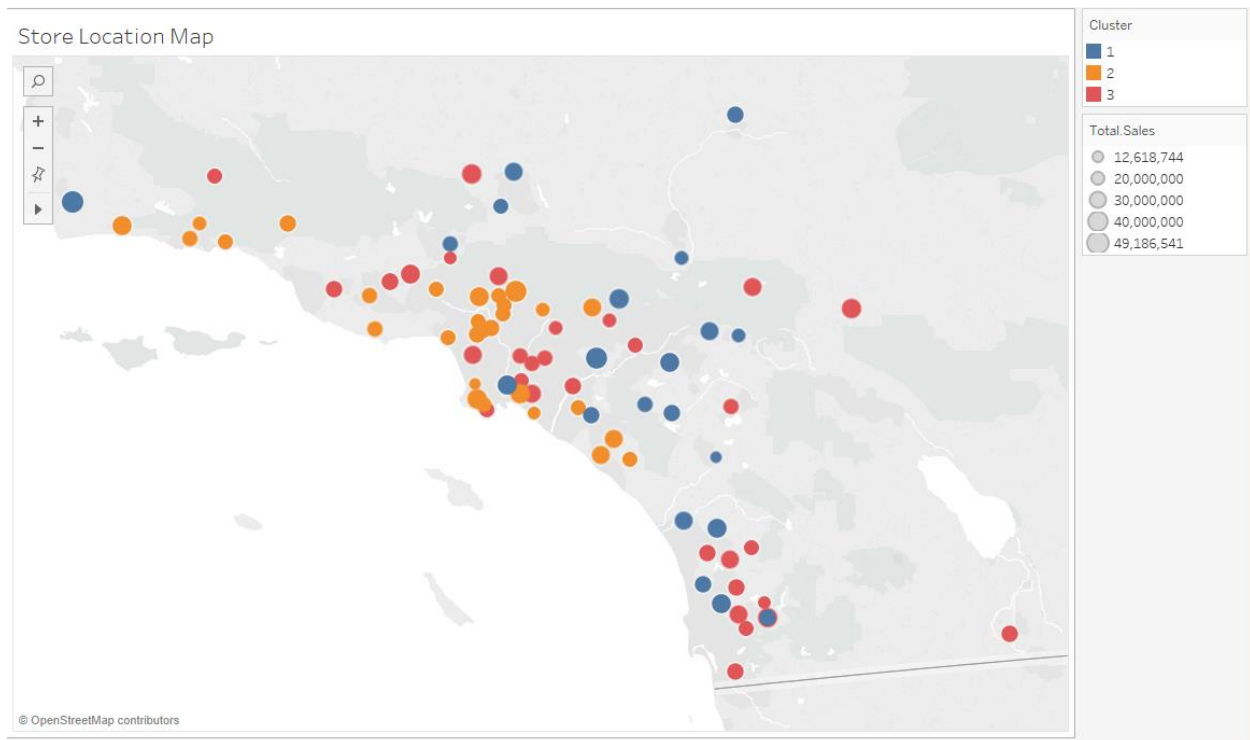 Store Location Map
Cluster
1
2
3
Total.Sales
12,618,744
20,000,000
30,000,000
40,000,000
49,186,541
© OpenStreetMap contributors